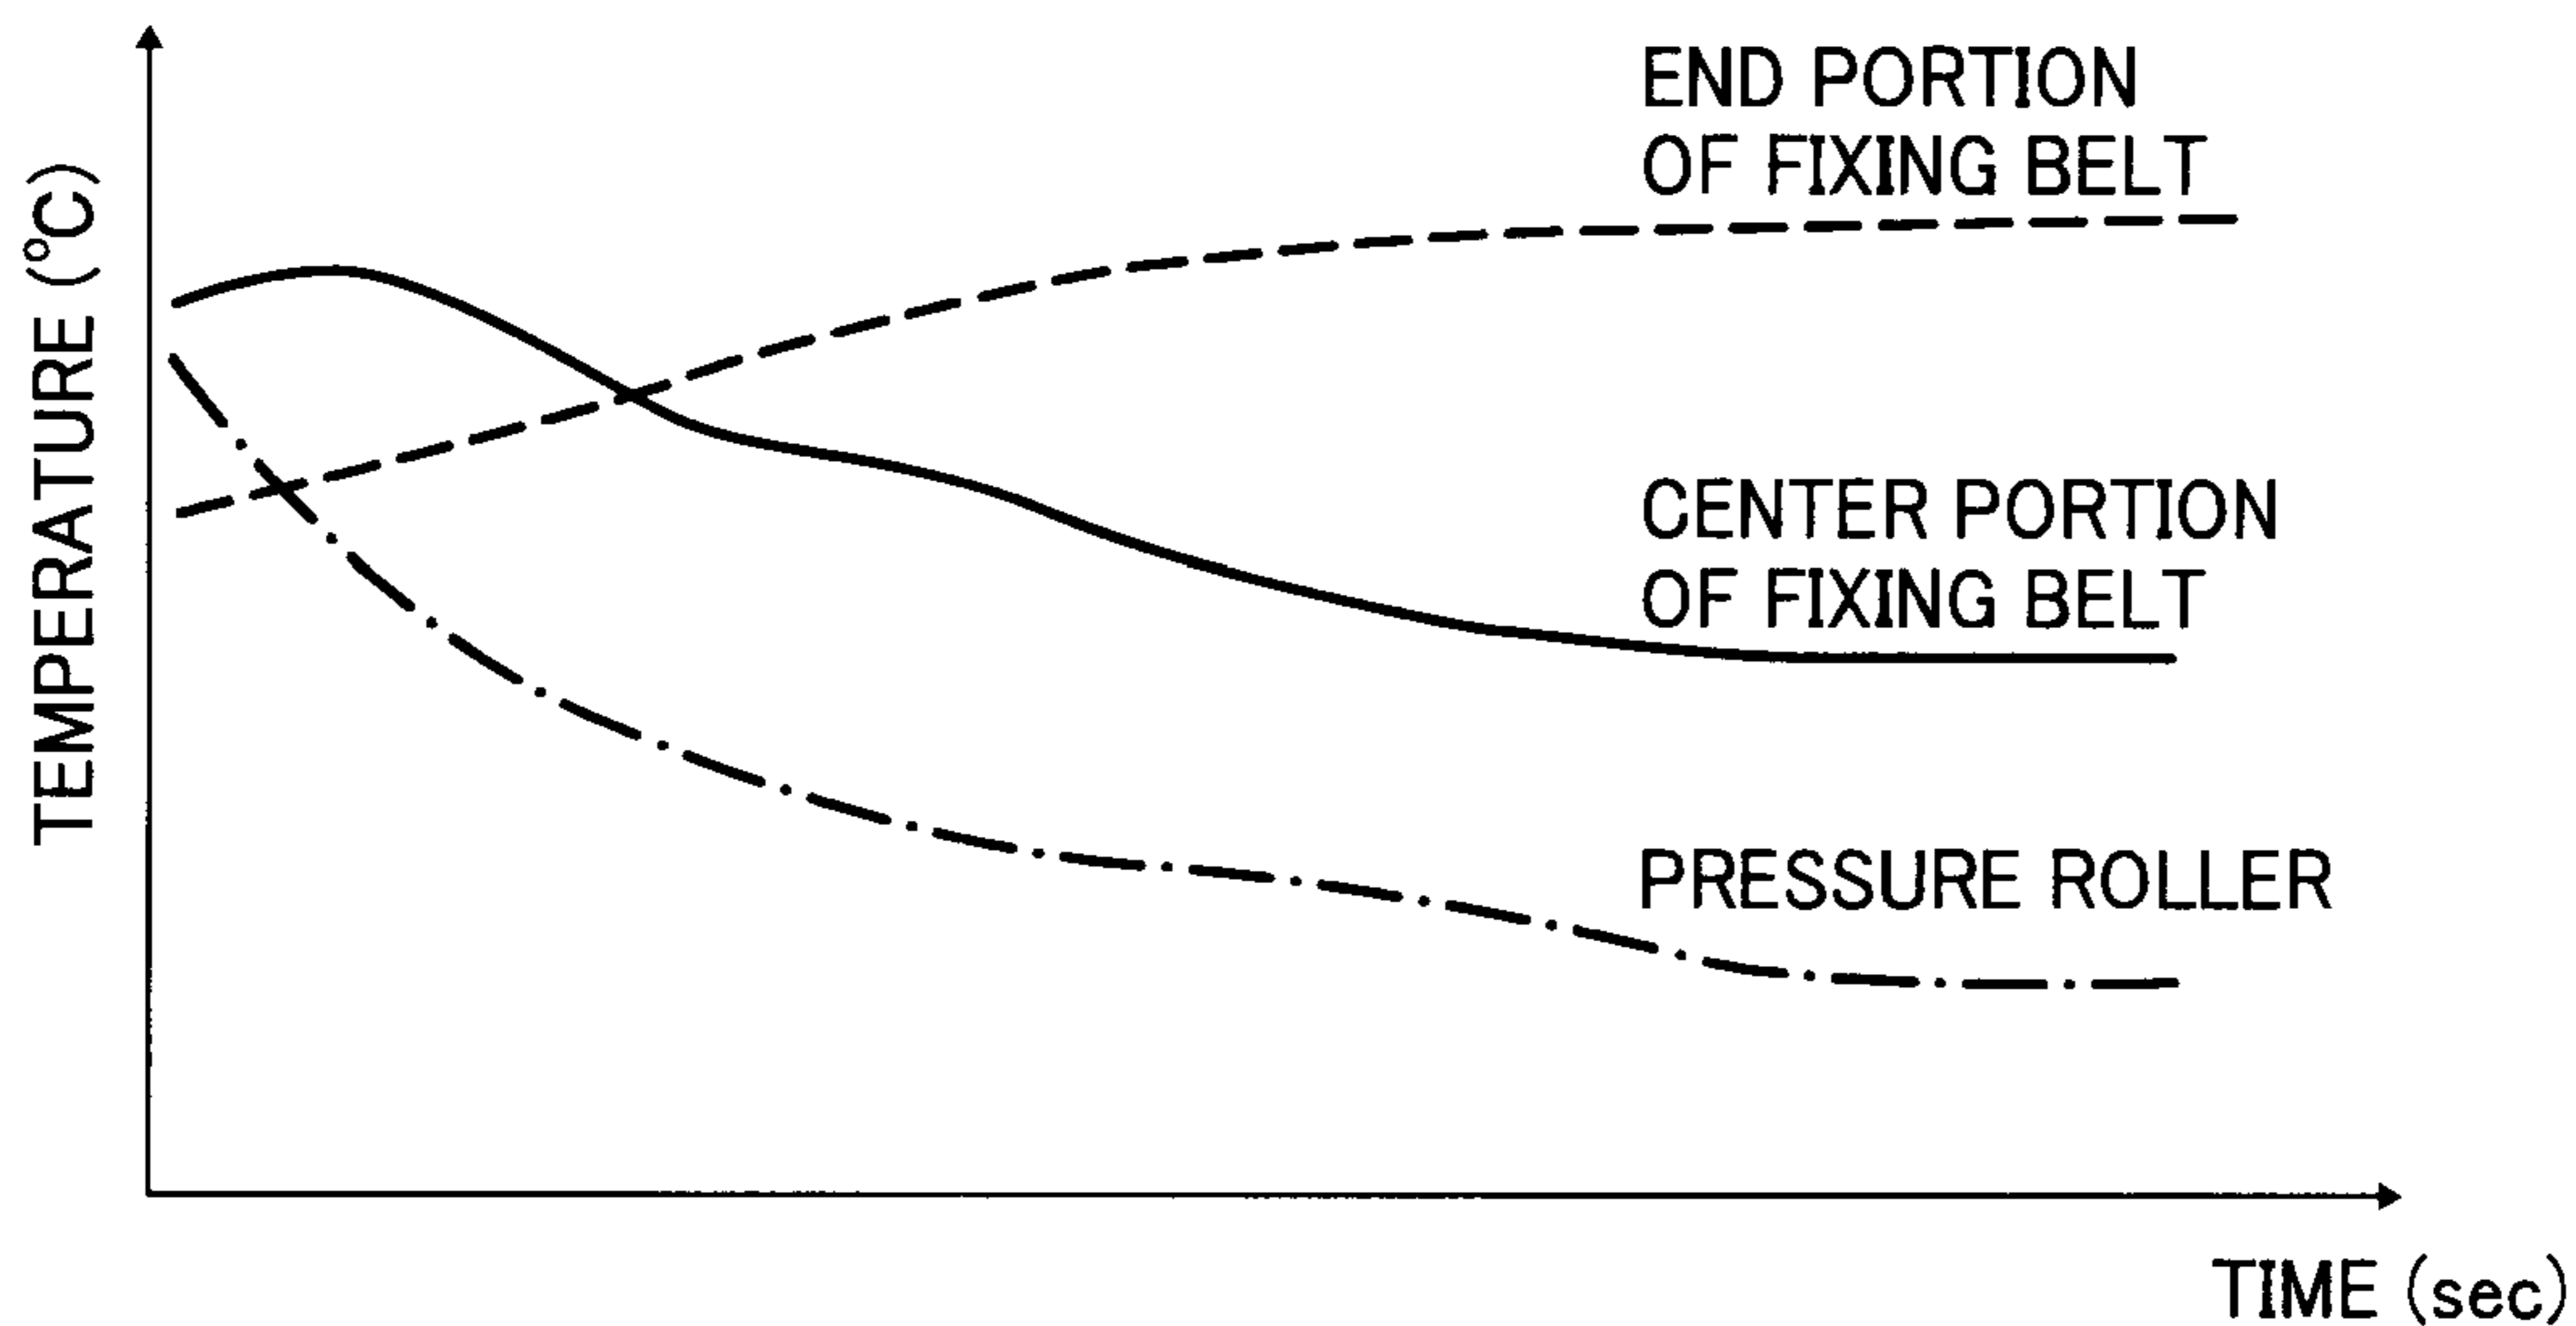 TEMPERATURE (°C)
END PORTION
OF FIXING BELT
CENTER PORTION
OF FIXING BELT
PRESSURE ROLLER
TIME (sec)